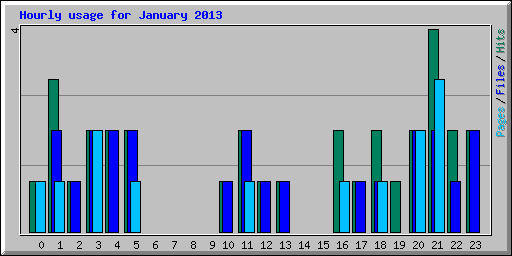 Hourly usage for January 2013
4
Pages/Files/Hits
0 1 2 3 4 5 6 7 8 9 10 11 12 13 14 15 16 17 18 19 20 21 22 23